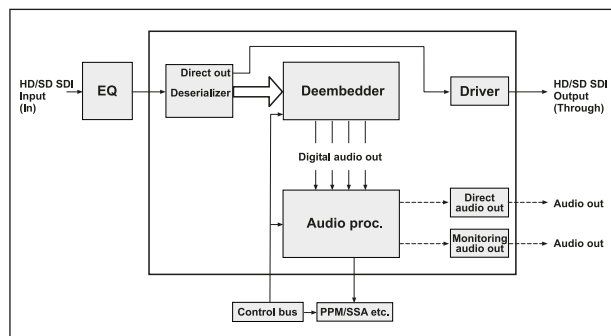 HD/SD SDI
Input
(In)
EQ
Direct out
Deserializer
Deembedder
Driver
HD/SD SDI
Output
(Through)
Digital audio out
Audio proc.
Direct
audio out
Audio out
Monitoring
audio out
Audio out
Control bus
PPM/SSA etc.